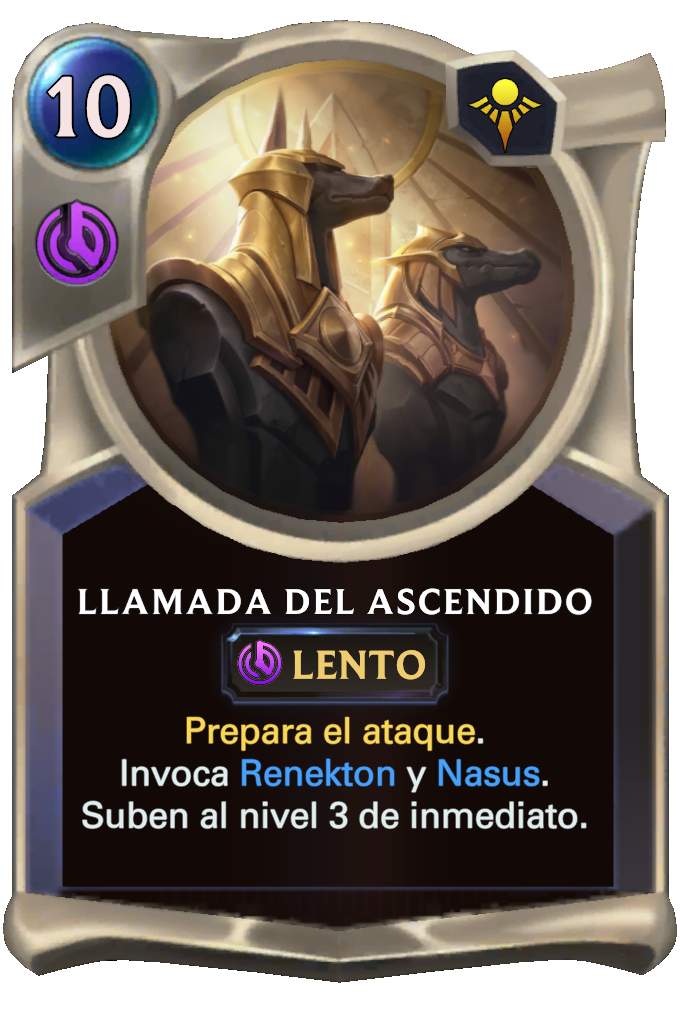 10
LLAMADA DEL ASCENDIDO
LENTO
Prepara el ataque.
Invoca Renekton y Nasus.
Suben al nivel 3 de inmediato.